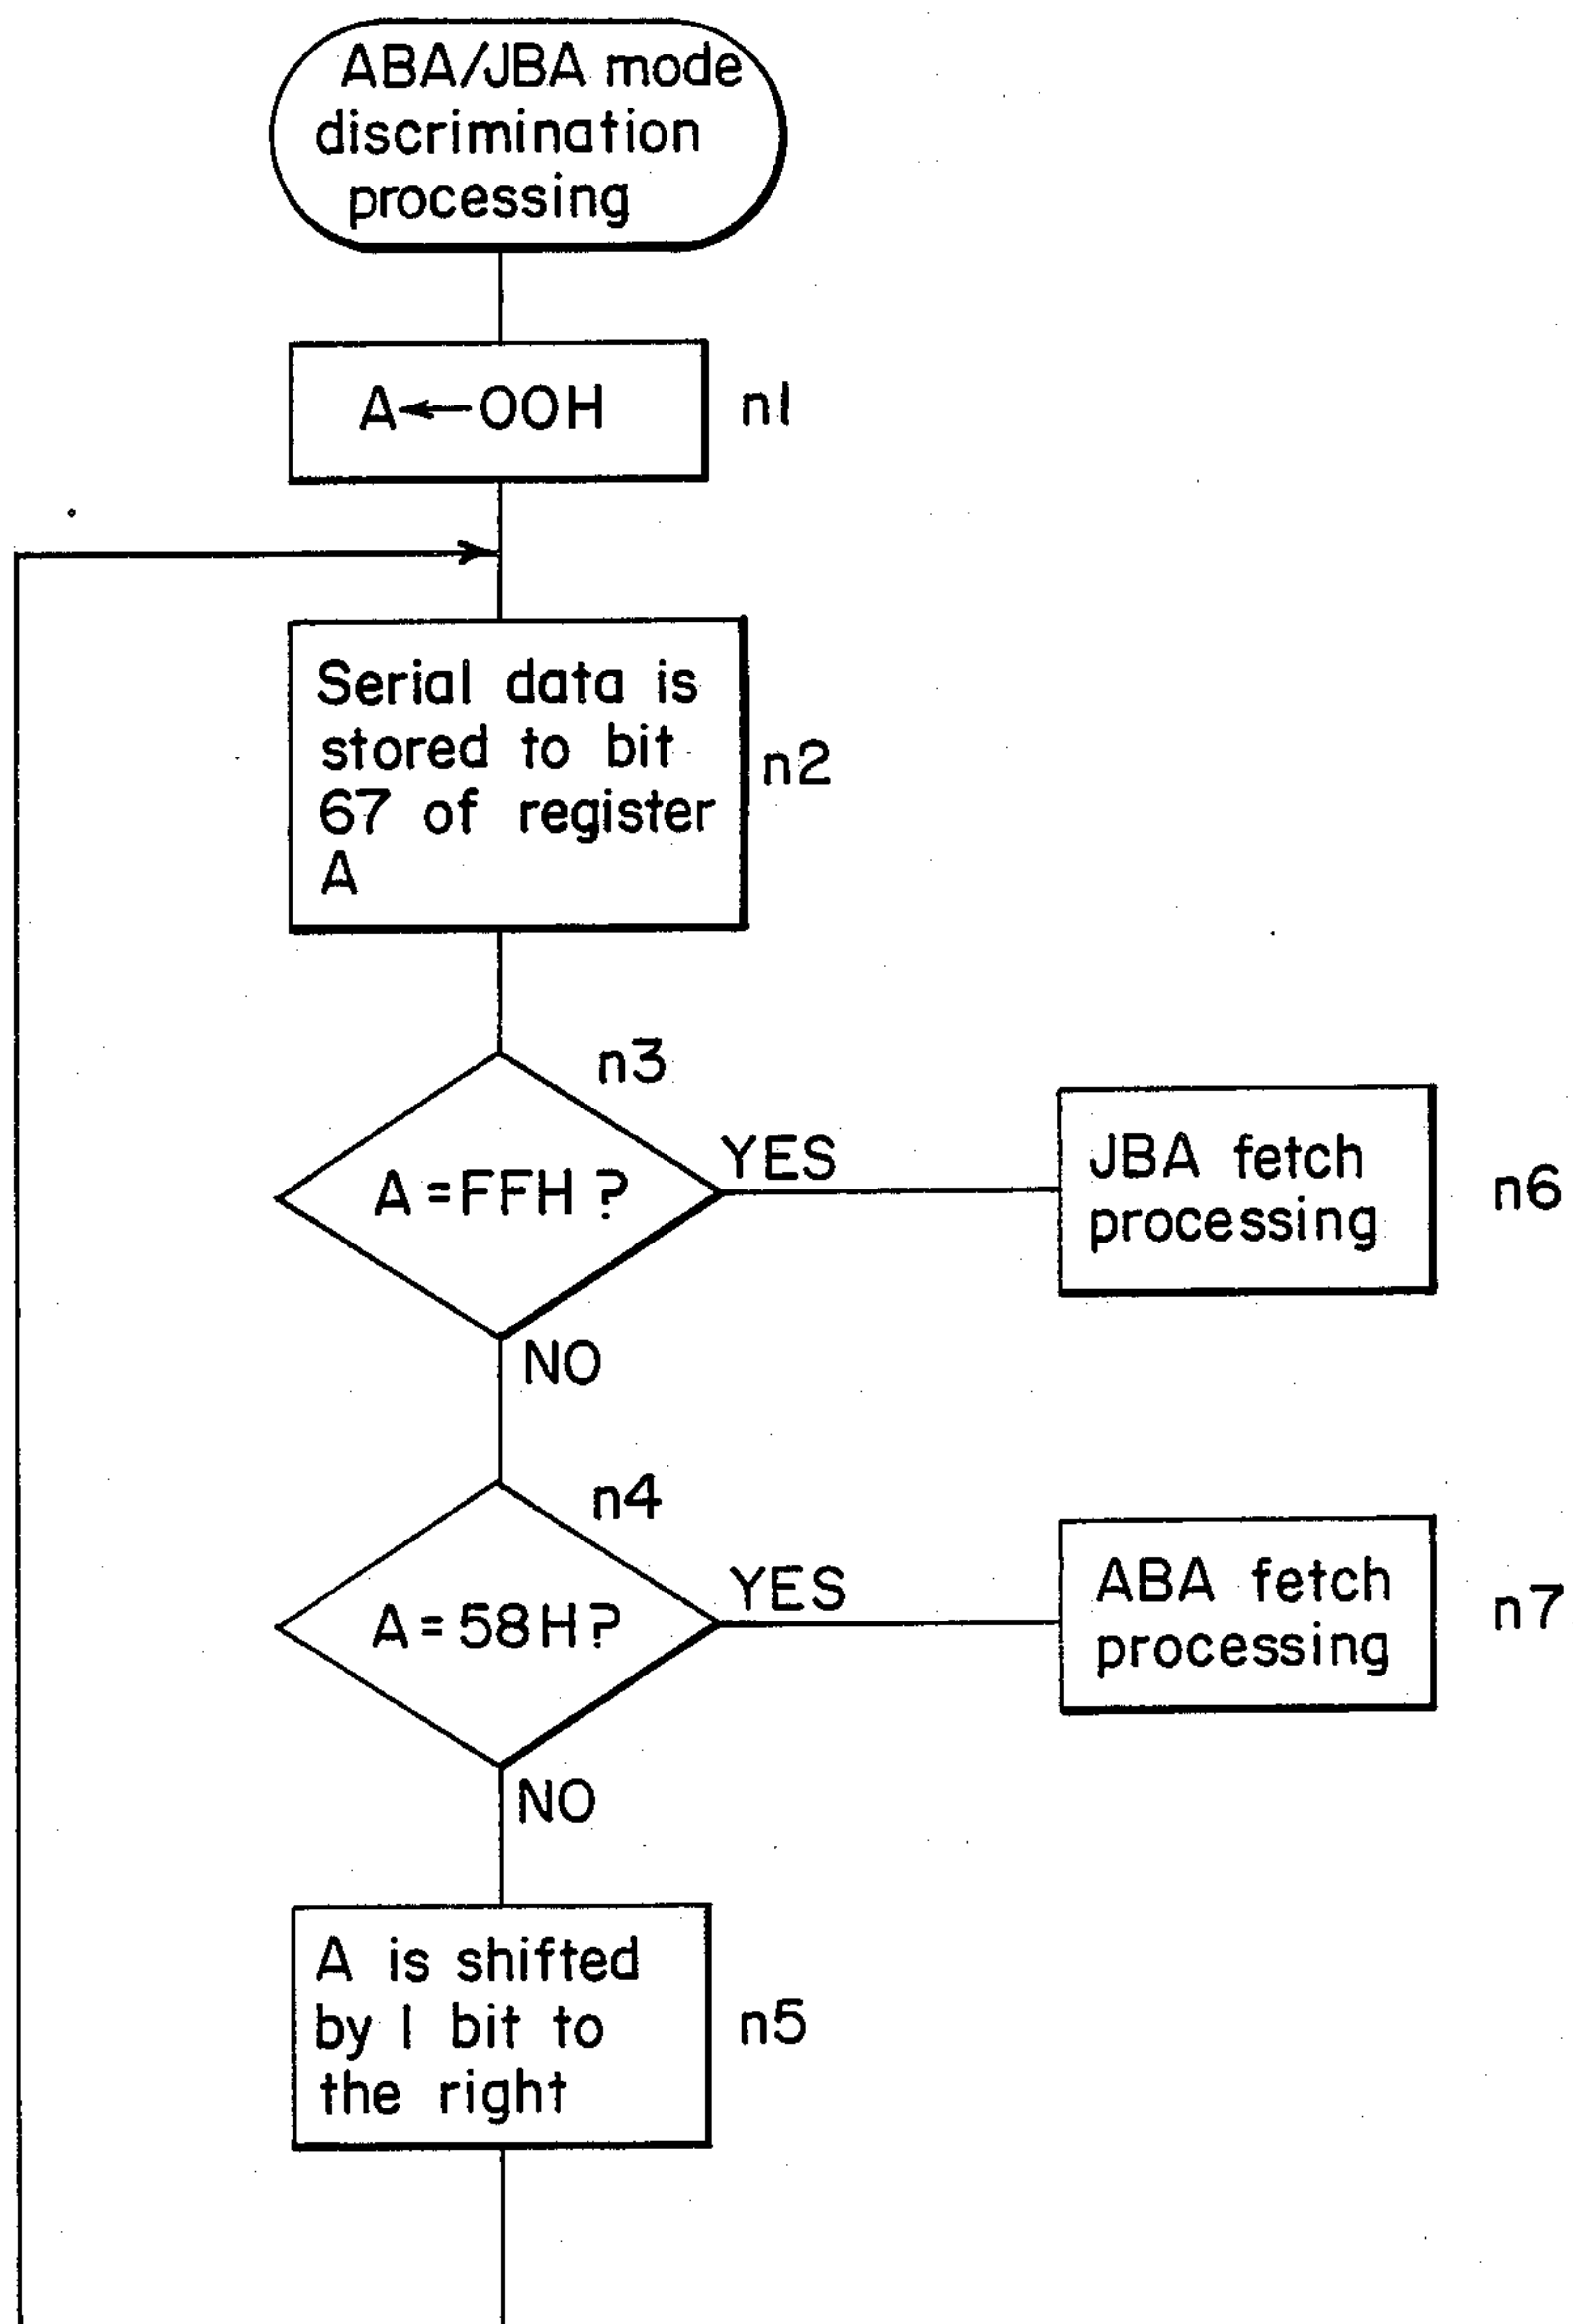 ABA/JBA mode
discrimination
processing
A←OOH
n1
Serial data is
stored to bit
67 of register
A
n2
n3
A=FFH?
YES
JBA fetch
processing
n6
NO
n4
A=58H?
YES
ABA fetch
processing
n7
NO
A is shifted
by 1 bit to
the right
n5